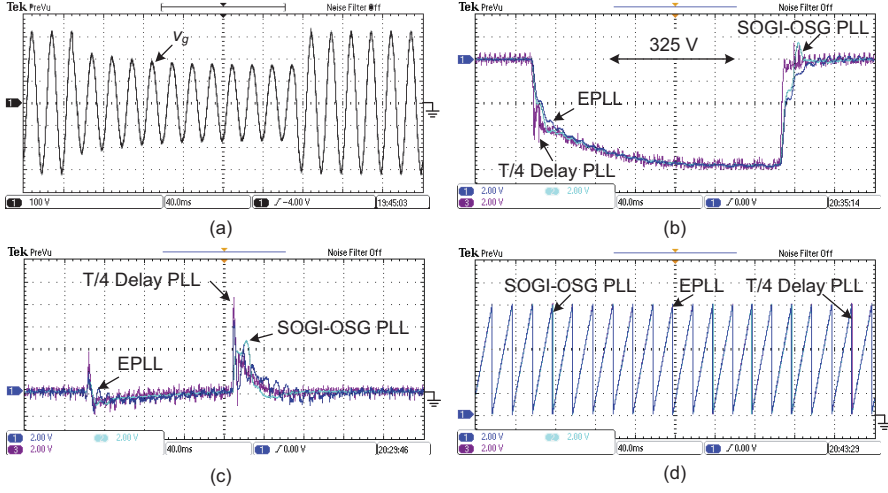 Tek PreVu Noise Filter Off
Vg
1
1 100 V 40.0ms 1 -4.00 V 19:45:03
(a)
Tek PreVu Noise Filter Off
325 V
SOGI-OSG PLL
1
EPLL
T/4 Delay PLL
1 2.00 V 2 2.00 V
3 2.00 V 40.0ms 1 0.00 V 20:35:14
(b)
Tek PreVu Noise Filter Off
T/4 Delay PLL
SOGI-OSG PLL
EPLL
1
1 2.00 V 2 2.00 V
3 2.00 V 40.0ms 1 0.00 V 20:29:46
(c)
Tek PreVu Noise Filter Off
SOGI-OSG PLL EPLL T/4 Delay PLL
1
1 2.00 V 2 2.00 V
3 2.00 V 40.0ms 1 0.00 V 20:43:29
(d)